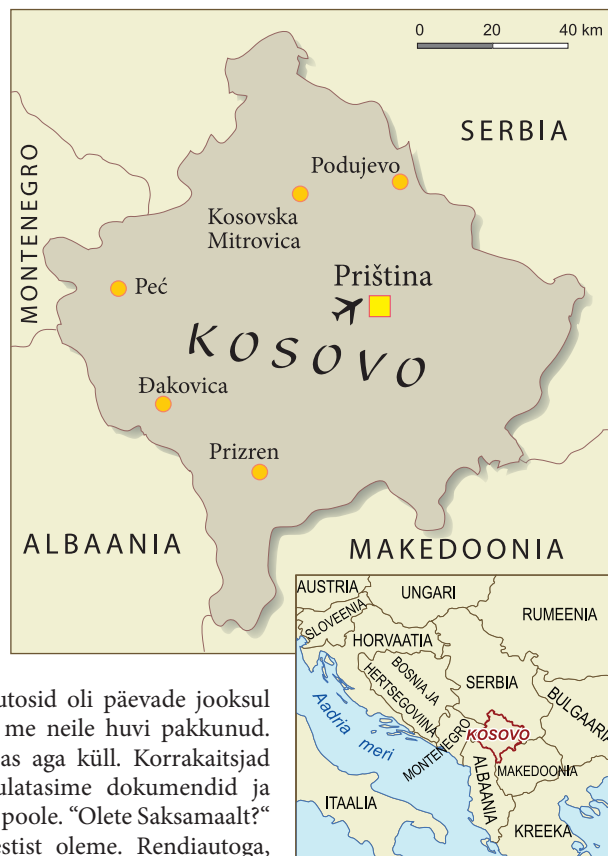 0 20 40 km
SERBIA
MONTENEGRO
Podujevo
Kosovska
Mitrovica
Peć
Priština
KOSOVO
Đakovica
Prizren
ALBAANIA
MAKEDOONIA
AUSTRIA
UNGARI
SLOVEENIA
RUMEENIA
HORVAATIA
BOSNIA JA
HERTSEGOVIINA
SERBIA
BULGAARIA
Aadria meri
MONTENEGRO
KOSOVO
ALBAANIA
MAKEDOONIA
ITAALIA
KREEKA
utosid oli päevade jooksul
me neile huvi pakkunud.
as aga küll. Korrakaitsjad
ulatasime dokumendid ja
poole. “Olete Saksamaalt?“
estist oleme. Rendiautoga,